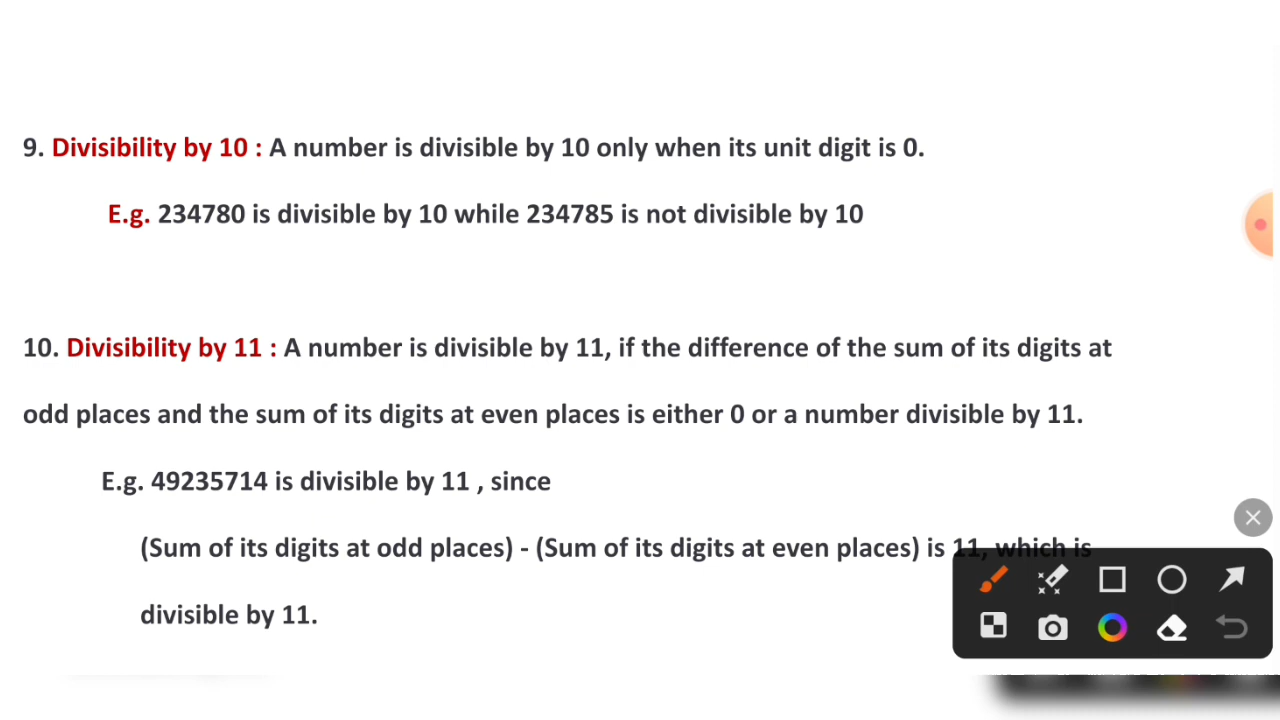 9. Divisibility by 10 : A number is divisible by 10 only when its unit digit is 0.
E.g. 234780 is divisible by 10 while 234785 is not divisible by 10
10. Divisibility by 11 : A number is divisible by 11, if the difference of the sum of its digits at
odd places and the sum of its digits at even places is either 0 or a number divisible by 11.
E.g. 49235714 is divisible by 11 , since
(Sum of its digits at odd places) - (Sum of its digits at even places) is 11, which is
divisible by 11.